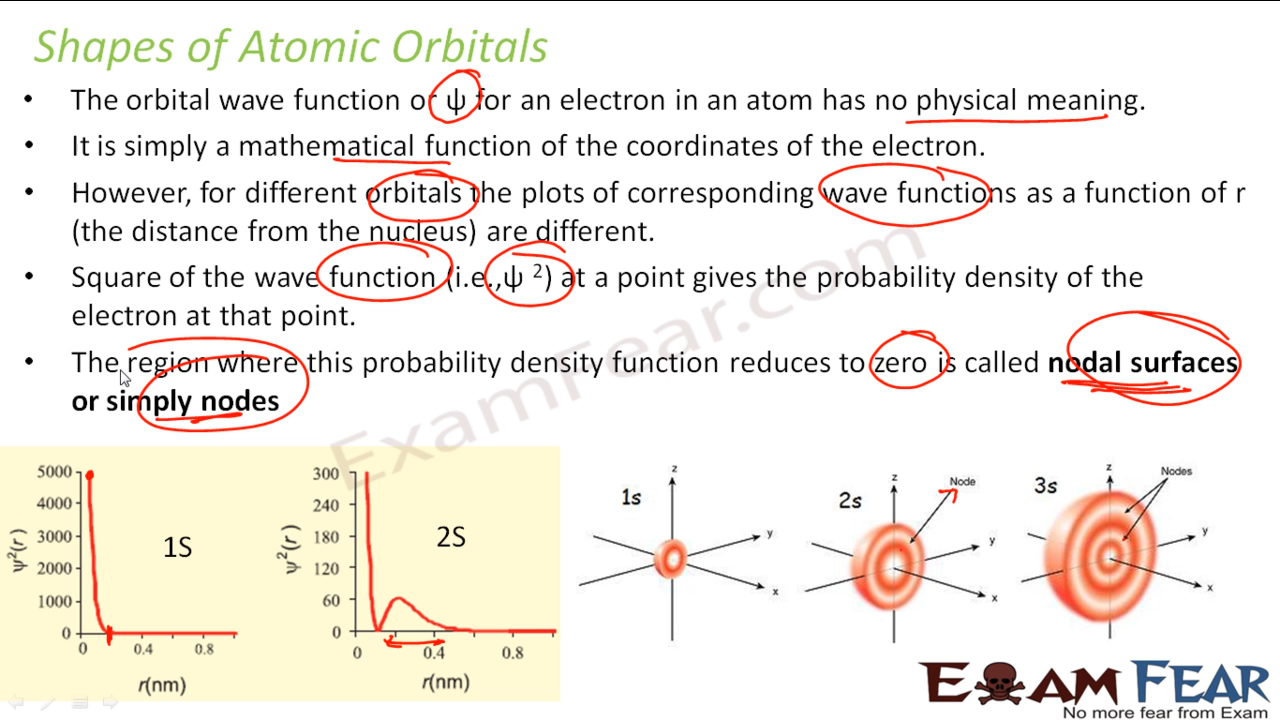 Shapes of Atomic Orbitals
• The orbital wave function or ψ for an electron in an atom has no physical meaning.
• It is simply a mathematical function of the coordinates of the electron.
• However, for different orbitals the plots of corresponding wave functions as a function of r
(the distance from the nucleus) are different.
• Square of the wave function (i.e.,ψ ²) at a point gives the probability density of the
electron at that point.
• The region where this probability density function reduces to zero is called nodal surfaces
or simply nodes
ExamFear.com
5000
4000
3000
2000
1000
0
ψ²(r)
1S
0 0.4 0.8
r(nm)
300
240
180
120
60
0
ψ²(r)
2S
0 0.4 0.8
r(nm)
1s
z
y
x
2s
z
Node
y
x
3s
z
Nodes
y
x
EXAM FEAR
No more fear from Exam